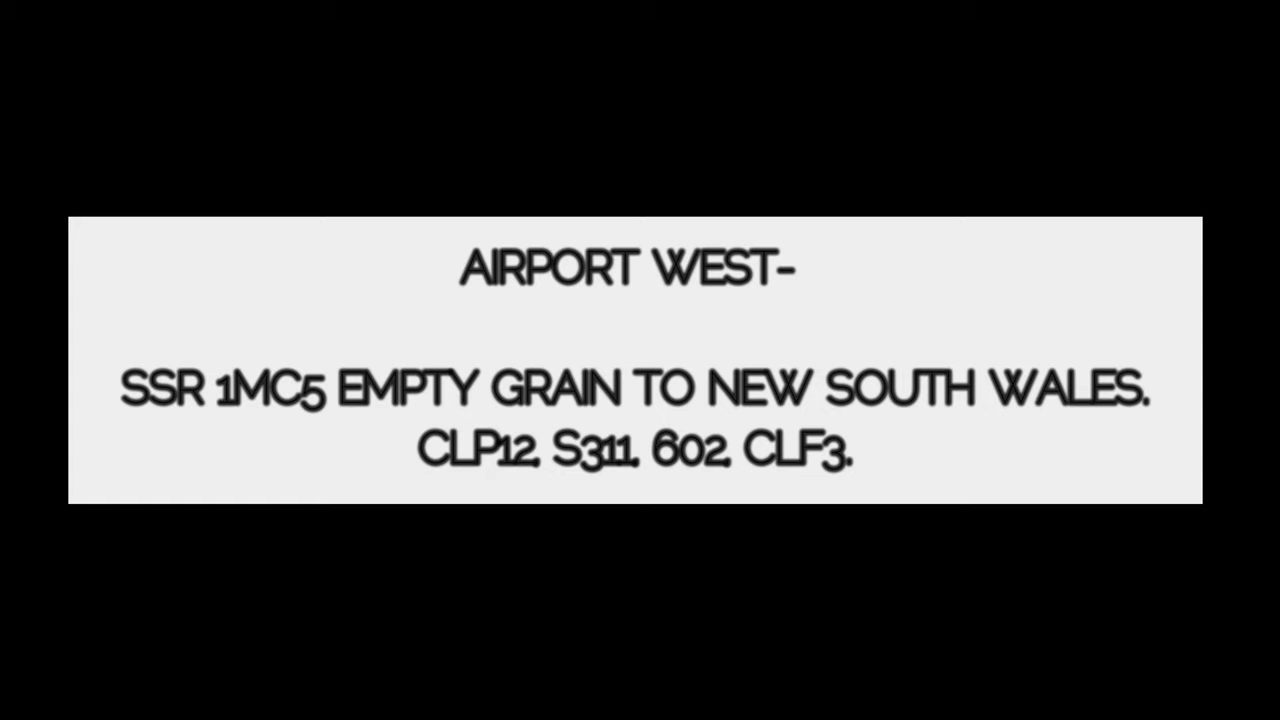 AIRPORT WEST-
SSR 1MC5 EMPTY GRAIN TO NEW SOUTH WALES.
CLP12, S311, 602, CLF3.